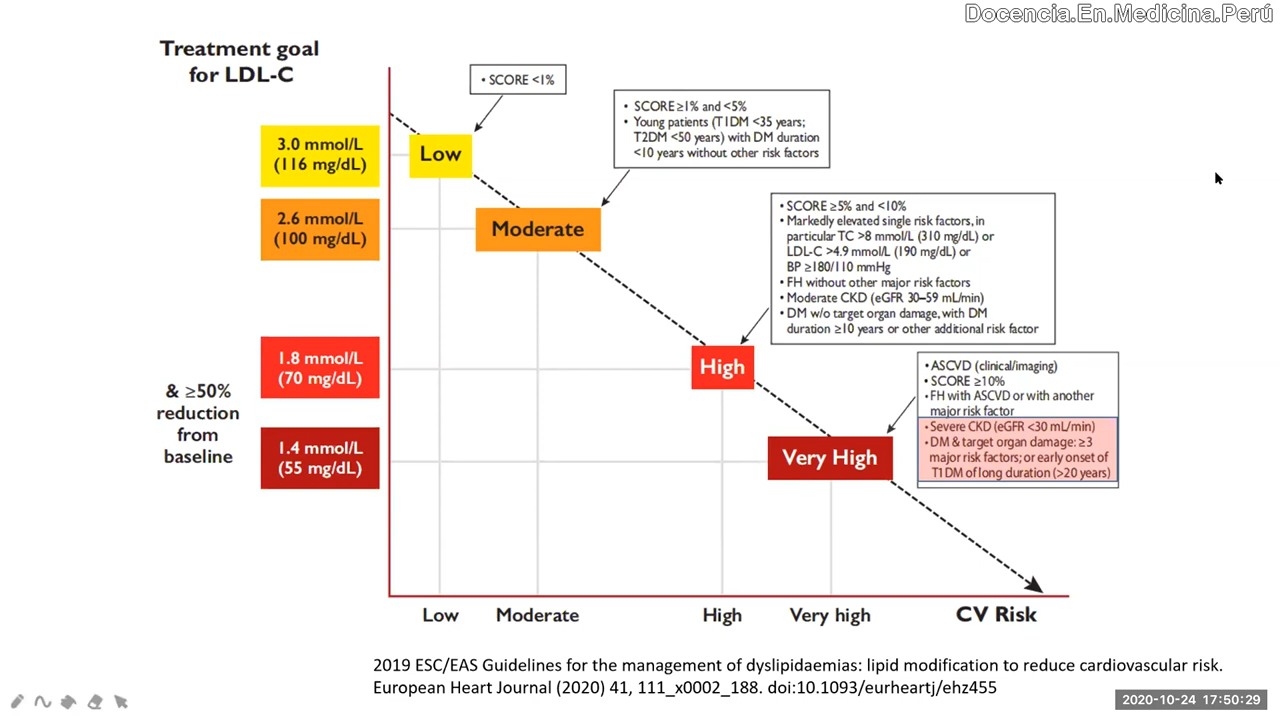 Docencia.En.Medicina.Perú
Treatment goal
for LDL-C
3.0 mmol/L
(116 mg/dL)
2.6 mmol/L
(100 mg/dL)
1.8 mmol/L
(70 mg/dL)
1.4 mmol/L
(55 mg/dL)
& ≥50%
reduction
from
baseline
• SCORE <1%
Low
• SCORE ≥1% and <5%
• Young patients (T1DM <35 years;
T2DM <50 years) with DM duration
<10 years without other risk factors
Moderate
• SCORE ≥5% and <10%
• Markedly elevated single risk factors, in
particular TC >8 mmol/L (310 mg/dL) or
LDL-C >4.9 mmol/L (190 mg/dL) or
BP ≥180/110 mmHg
• FH without other major risk factors
• Moderate CKD (eGFR 30–59 mL/min)
• DM w/o target organ damage, with DM
duration ≥10 years or other additional risk factor
High
• ASCVD (clinical/imaging)
• SCORE ≥10%
• FH with ASCVD or with another
major risk factor
• Severe CKD (eGFR <30 mL/min)
• DM & target organ damage: ≥3
major risk factors; or early onset of
T1DM of long duration (>20 years)
Very High
Low Moderate High Very high CV Risk
2019 ESC/EAS Guidelines for the management of dyslipidaemias: lipid modification to reduce cardiovascular risk.
European Heart Journal (2020) 41, 111_x0002_188. doi:10.1093/eurheartj/ehz455
2020-10-24 17:50:29